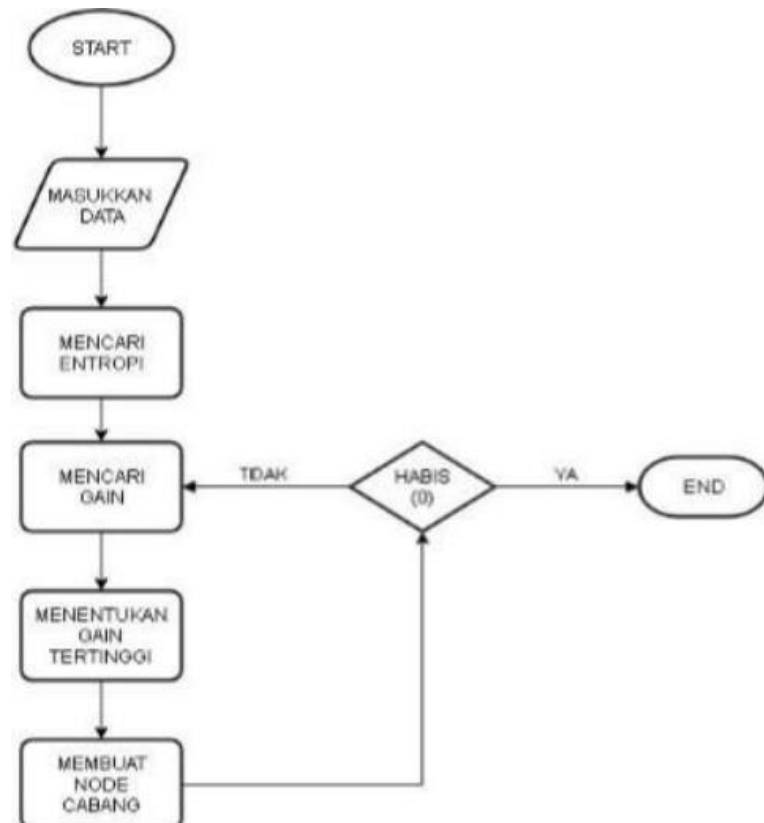 START
MASUKKAN
DATA
MENCARI
ENTROPI
MENCARI
GAIN
TIDAK
HABIS
(0)
YA
END
MENENTUKAN
GAIN
TERTINGGI
MEMBUAT
NODE
CABANG